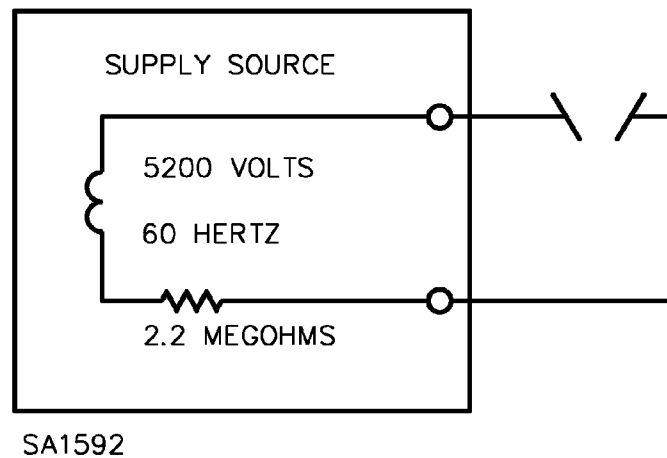 SUPPLY SOURCE
5200 VOLTS
60 HERTZ
2.2 MEGOHMS
SA1592